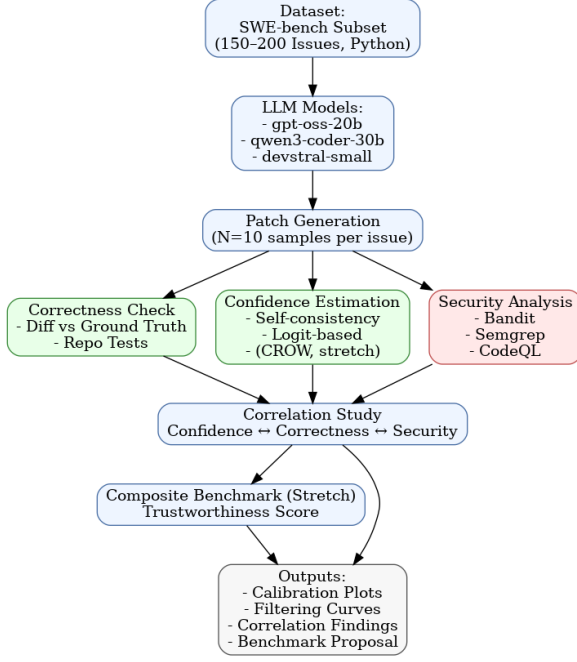 Dataset:
SWE-bench Subset
(150–200 Issues, Python)
LLM Models:
- gpt-oss-20b
- qwen3-coder-30b
- devstral-small
Patch Generation
(N=10 samples per issue)
Correctness Check
- Diff vs Ground Truth
- Repo Tests
Confidence Estimation
- Self-consistency
- Logit-based
- (CROW, stretch)
Security Analysis
- Bandit
- Semgrep
- CodeQL
Correlation Study
Confidence ↔ Correctness ↔ Security
Composite Benchmark (Stretch)
Trustworthiness Score
Outputs:
- Calibration Plots
- Filtering Curves
- Correlation Findings
- Benchmark Proposal